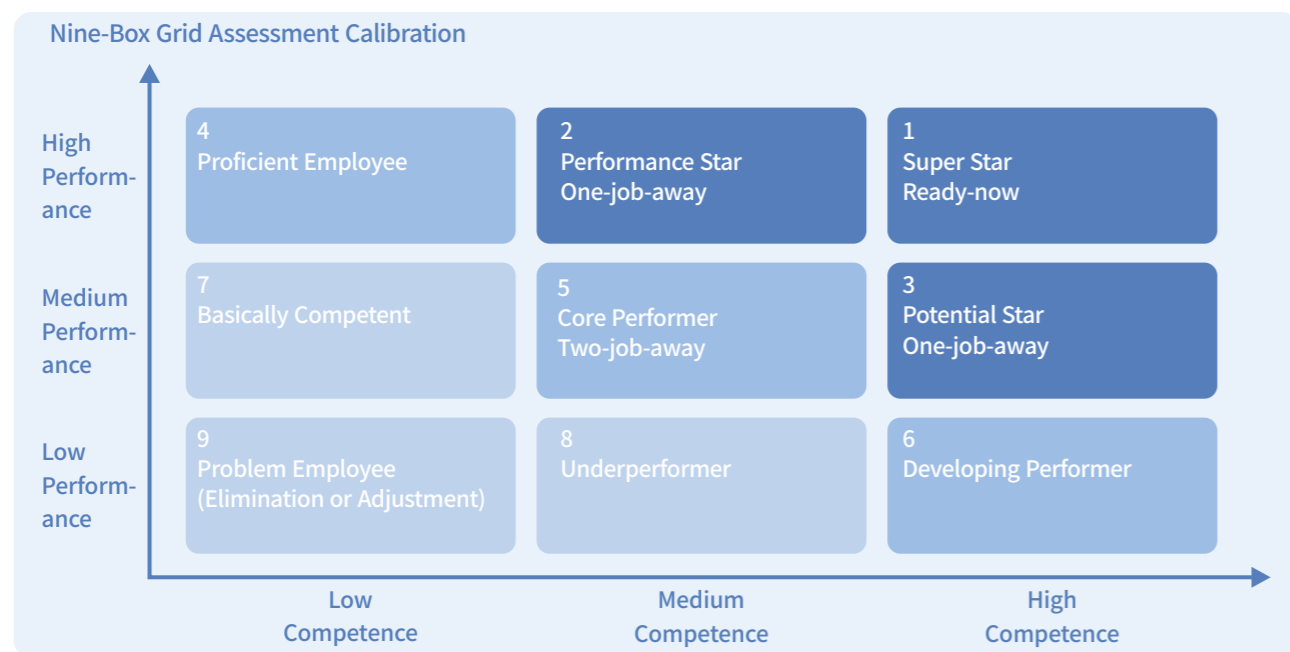 Nine-Box Grid Assessment Calibration
High
Perform-
ance
4
Proficient Employee
2
Performance Star
One-job-away
1
Super Star
Ready-now
Medium
Perform-
ance
7
Basically Competent
5
Core Performer
Two-job-away
3
Potential Star
One-job-away
Low
Perform-
ance
9
Problem Employee
(Elimination or Adjustment)
8
Underperformer
6
Developing Performer
Low
Competence
Medium
Competence
High
Competence